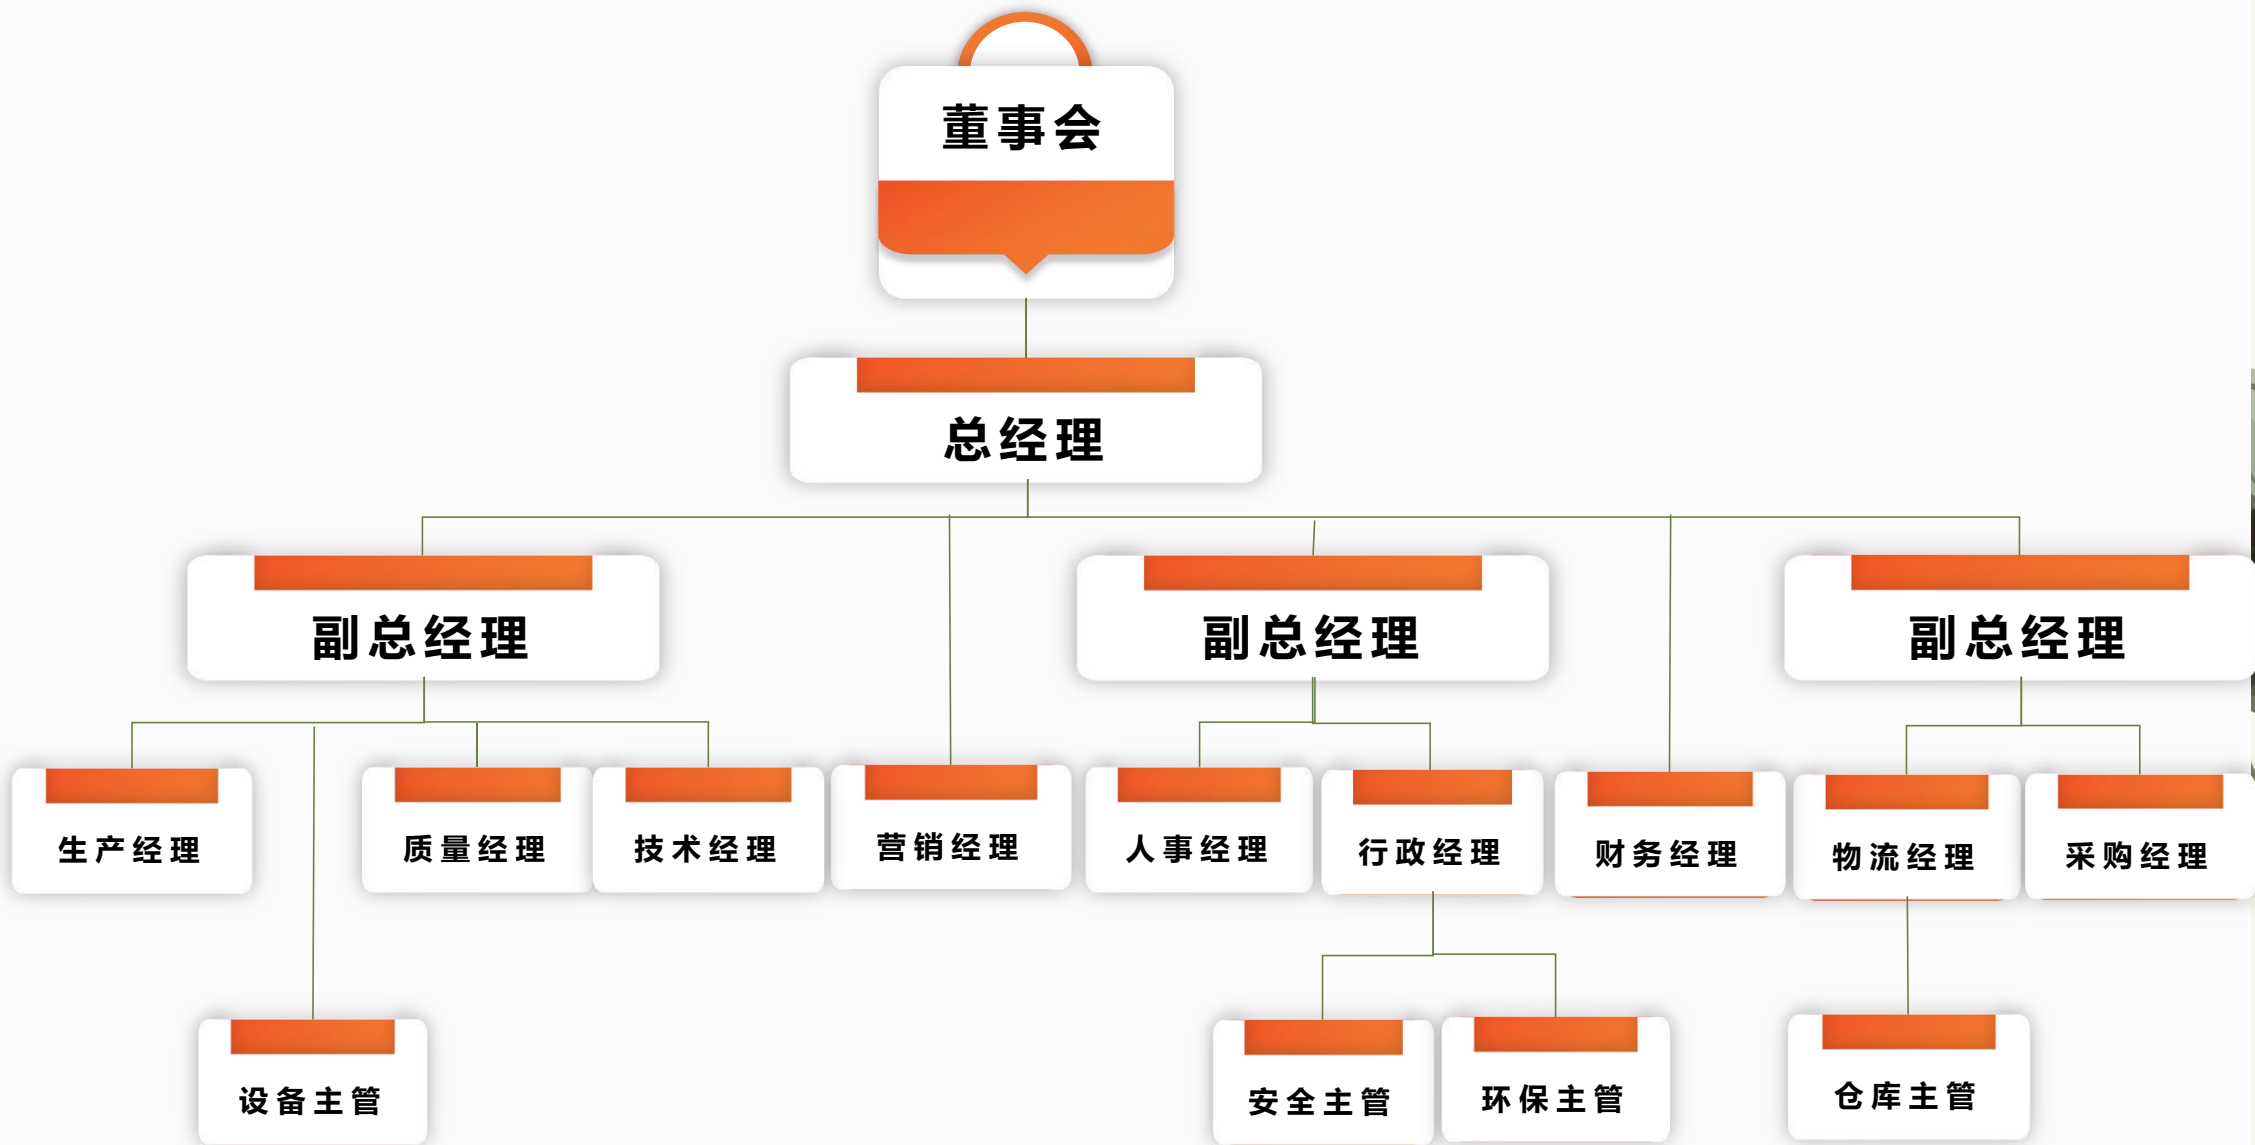 董事会
总经理
副总经理
副总经理
副总经理
生产经理
质量经理
技术经理
营销经理
人事经理
行政经理
财务经理
物流经理
采购经理
设备主管
安全主管
环保主管
仓库主管